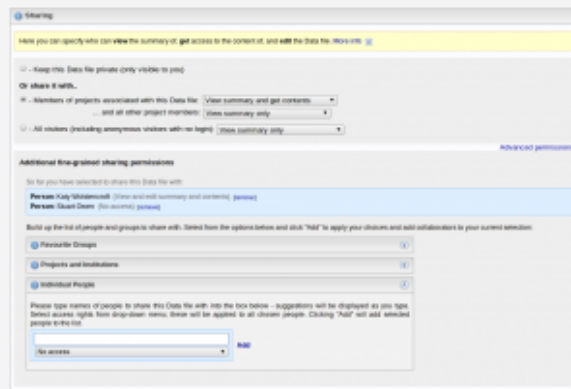 Sharing
Here you can specify who can view the summary of, get access to the content of, and edit the Data file. More info
- Keep this Data file private (only visible to you)
Or share it with..
- Members of projects associated with this Data file: View summary and get contents
... and all other project members: View summary only
- All visitors (including anonymous visitors with no login) View summary only
Advanced permissions
Additional fine-grained sharing permissions
So far you have selected to share this Data file with:
Person: Katy Wolstencroft (View and edit summary and contents) [remove]
Person: Stuart Owen (No access) [remove]
Build up the list of people and groups to share with. Select from the options below and click "Add" to apply your choices and add collaborators to your current selection:
Favourite Groups
Projects and Institutions
Individual People
Please type names of people to share this Data file with into the box below - suggestions will be displayed as you type.
Select access rights from drop-down menu, these will be applied to all chosen people. Clicking "Add" will add selected
people to the list.
No access
Add